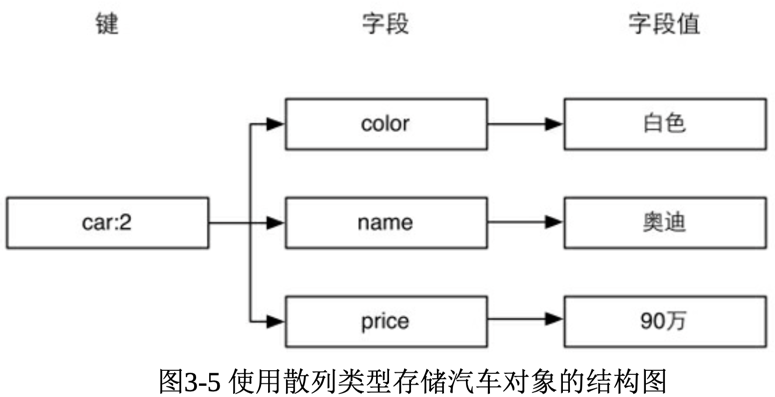 键 字段 字段值
color 白色
car:2 name 奥迪
price 90万
图3-5 使用散列类型存储汽车对象的结构图